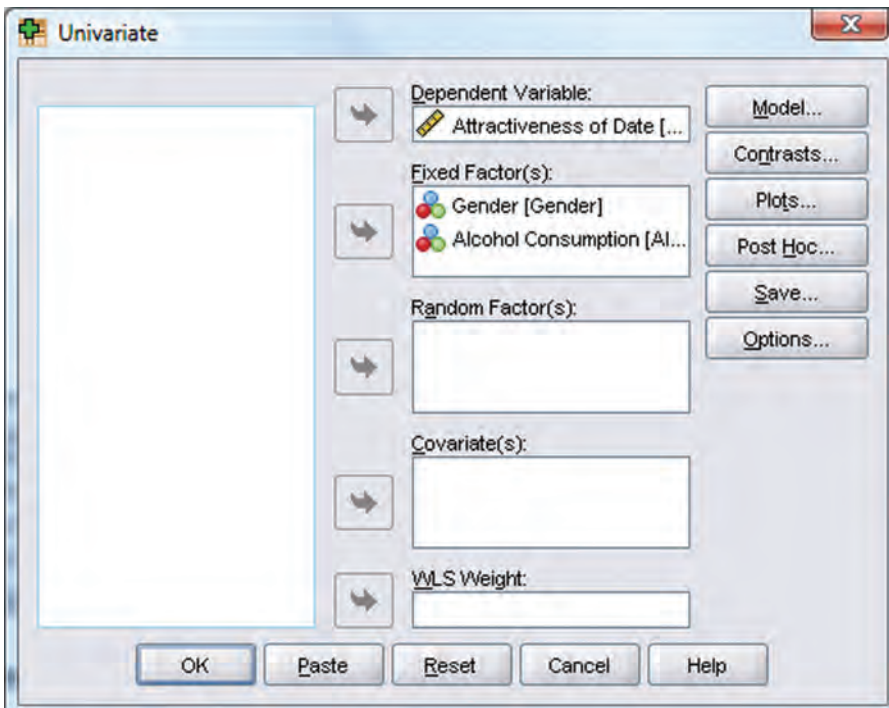 Univariate
Dependent Variable:
Attractiveness of Date [...
Fixed Factor(s):
Gender [Gender]
Alcohol Consumption [Al...
Random Factor(s):
Covariate(s):
WLS Weight:
Model...
Contrasts...
Plots...
Post Hoc...
Save...
Options...
OK
Paste
Reset
Cancel
Help